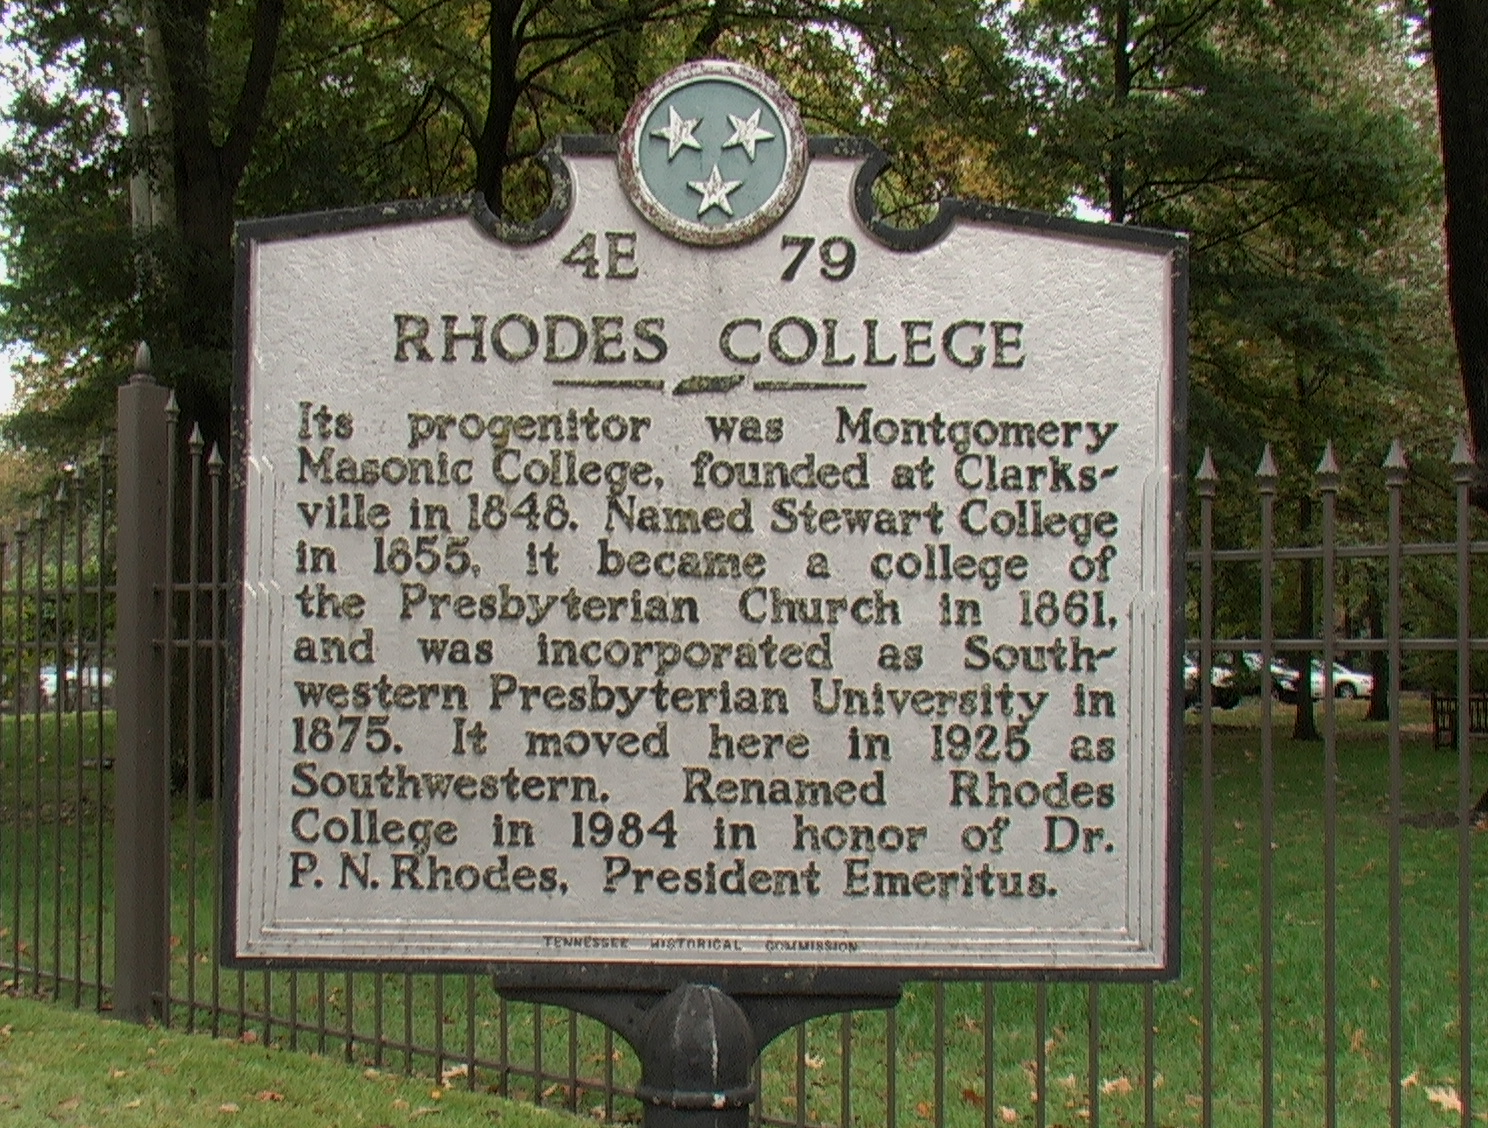 4E 79
RHODES COLLEGE
Its progenitor was Montgomery
Masonic College, founded at Clarks-
ville in 1848. Named Stewart College
in 1855, it became a college of
the Presbyterian Church in 1861,
and was incorporated as South-
western Presbyterian University in
1875. It moved here in 1925 as
Southwestern. Renamed Rhodes
College in 1984 in honor of Dr.
P. N. Rhodes, President Emeritus.
TENNESSEE HISTORICAL COMMISSION